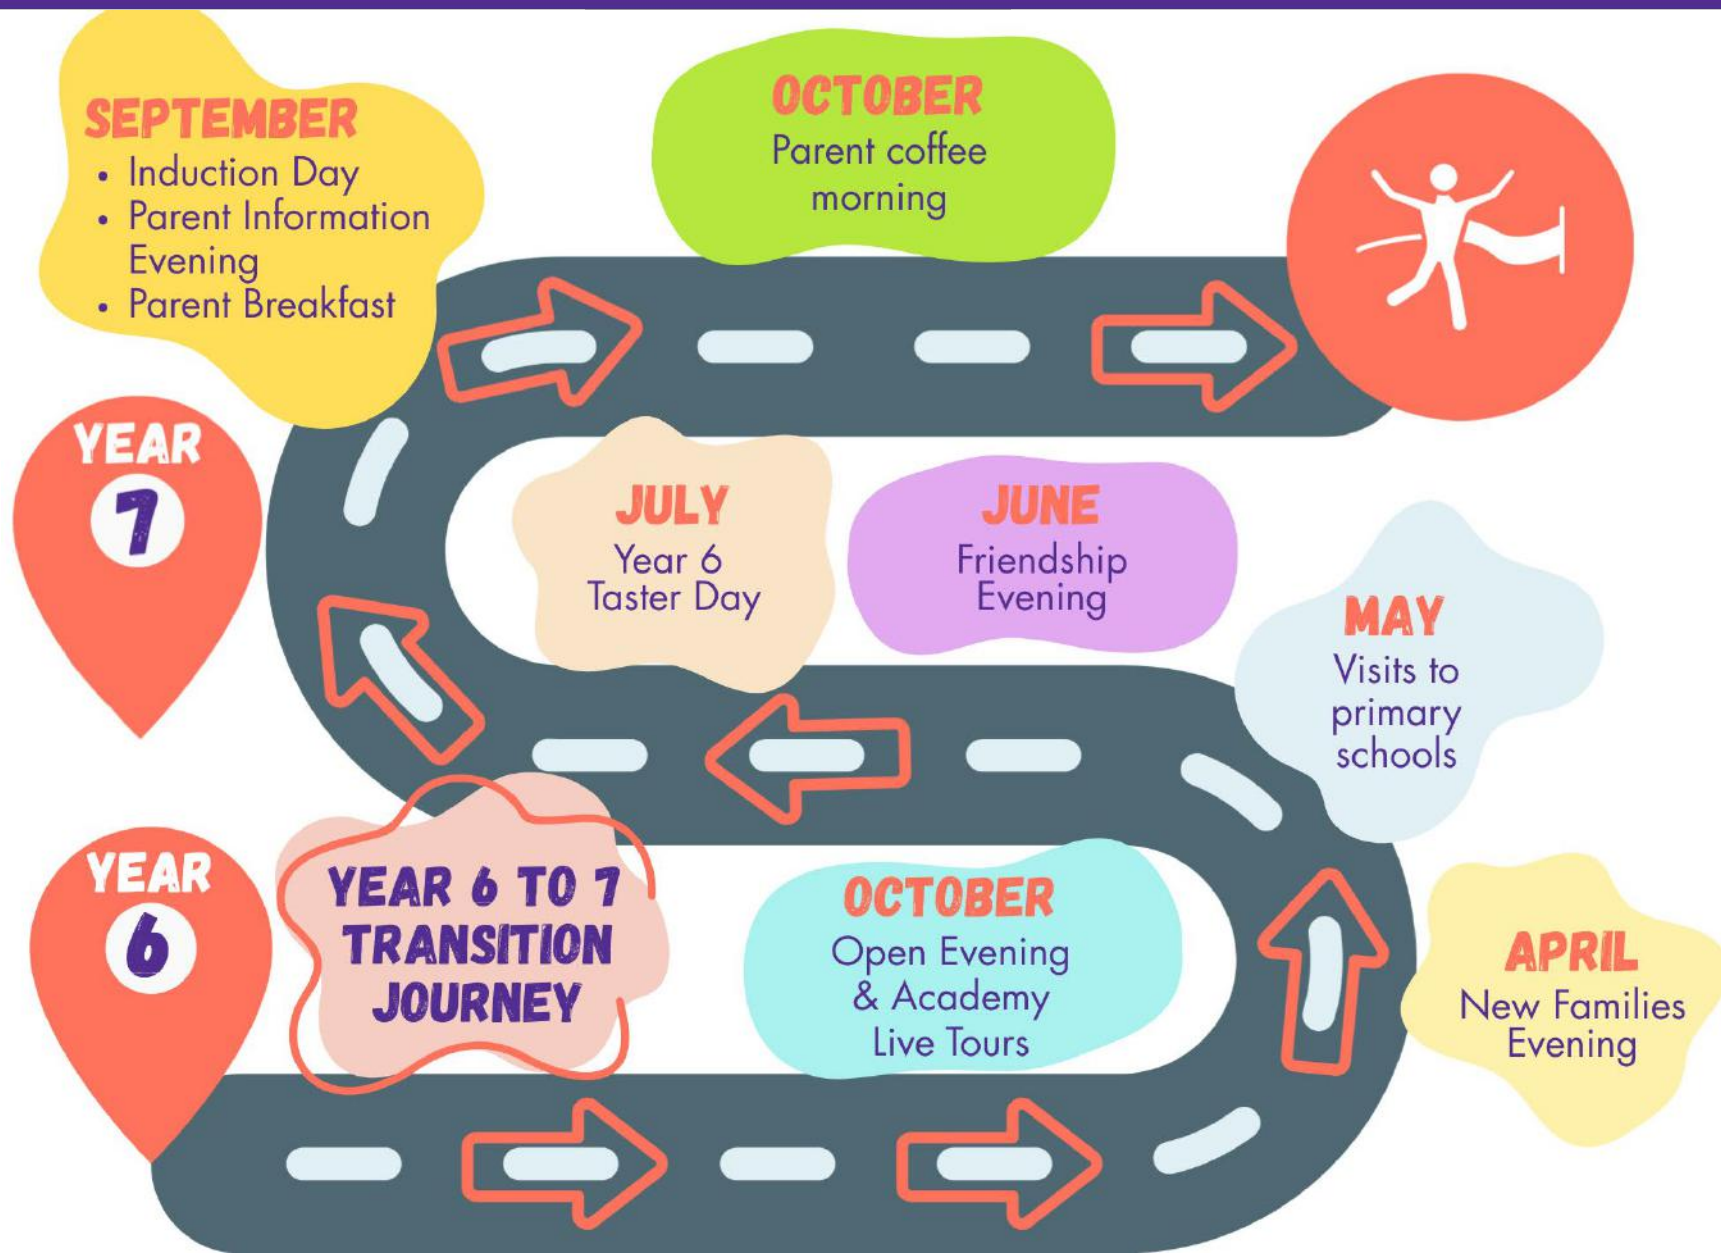 SEPTEMBER
• Induction Day
• Parent Information
Evening
• Parent Breakfast
OCTOBER
Parent coffee
morning
YEAR
7
JULY
Year 6
Taster Day
JUNE
Friendship
Evening
MAY
Visits to
primary
schools
YEAR
6
YEAR 6 TO 7
TRANSITION
JOURNEY
OCTOBER
Open Evening
& Academy
Live Tours
APRIL
New Families
Evening